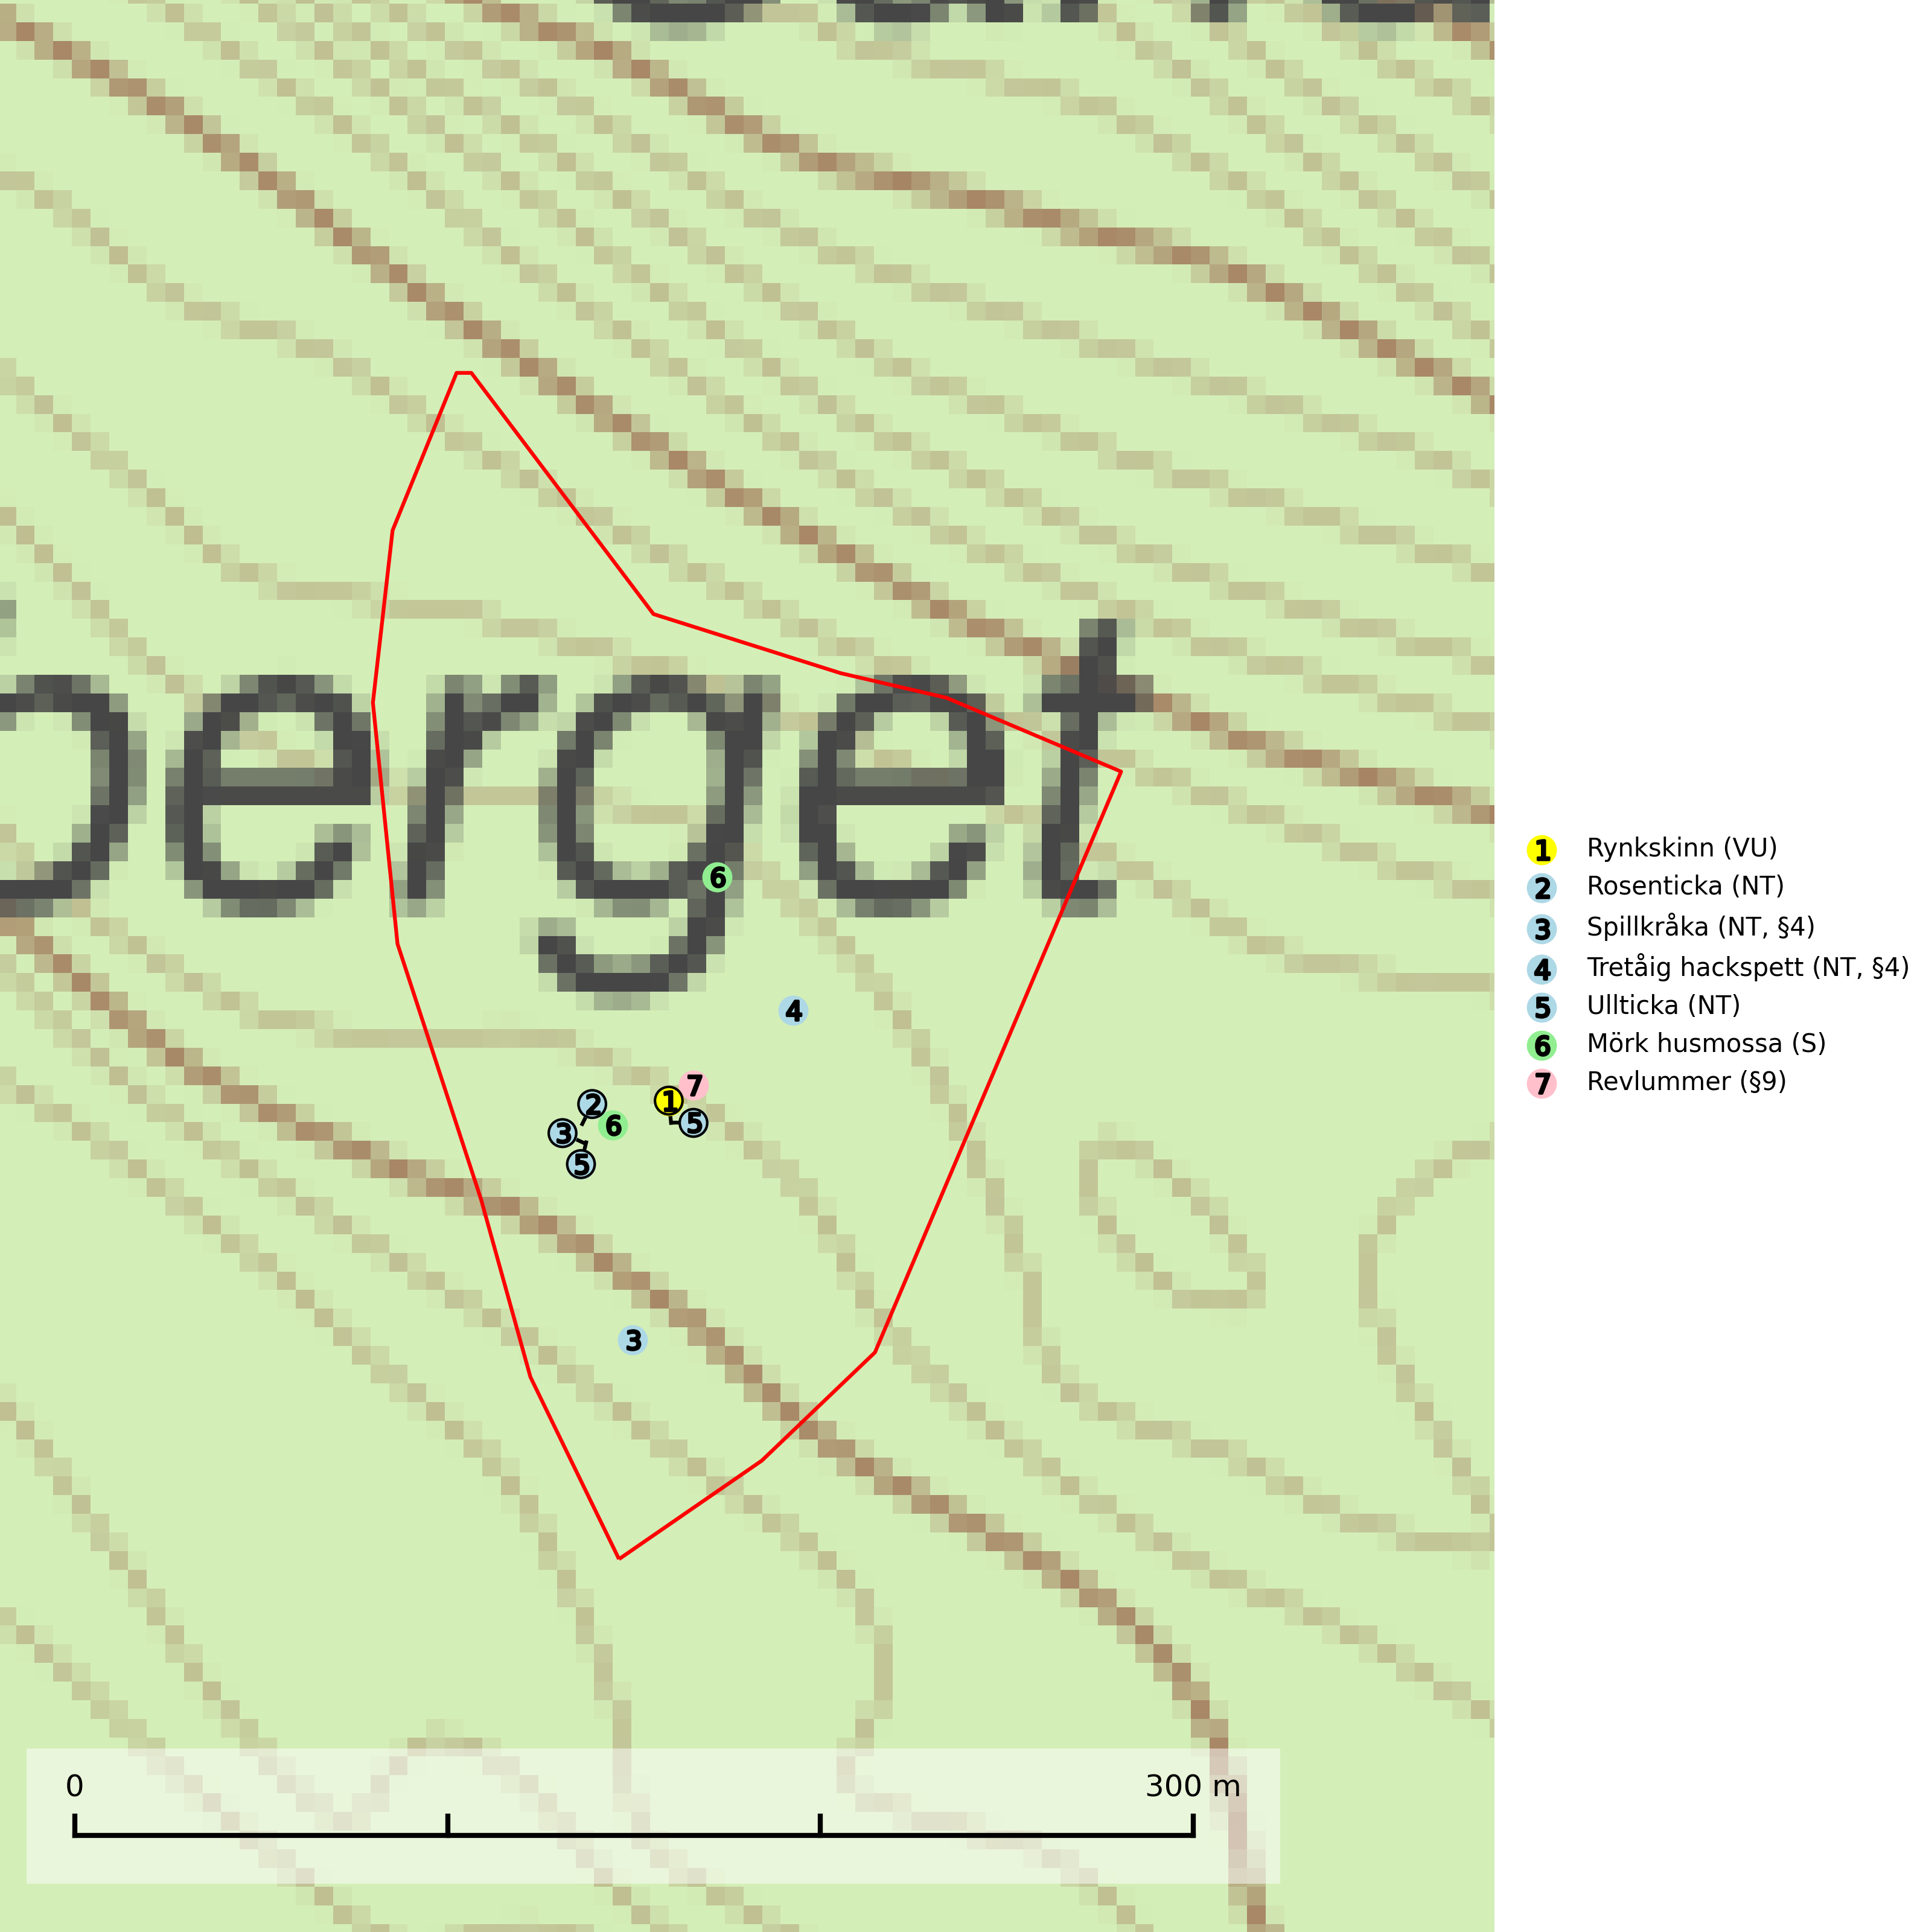 berget
6
4
7
1
2
5
6
3
5
3
1 Rynkskinn (VU)
2 Rosenticka (NT)
3 Spillkråka (NT, §4)
4 Tretåig hackspett (NT, §4)
5 Ullticka (NT)
6 Mörk husmossa (S)
7 Revlummer (§9)
0 300 m